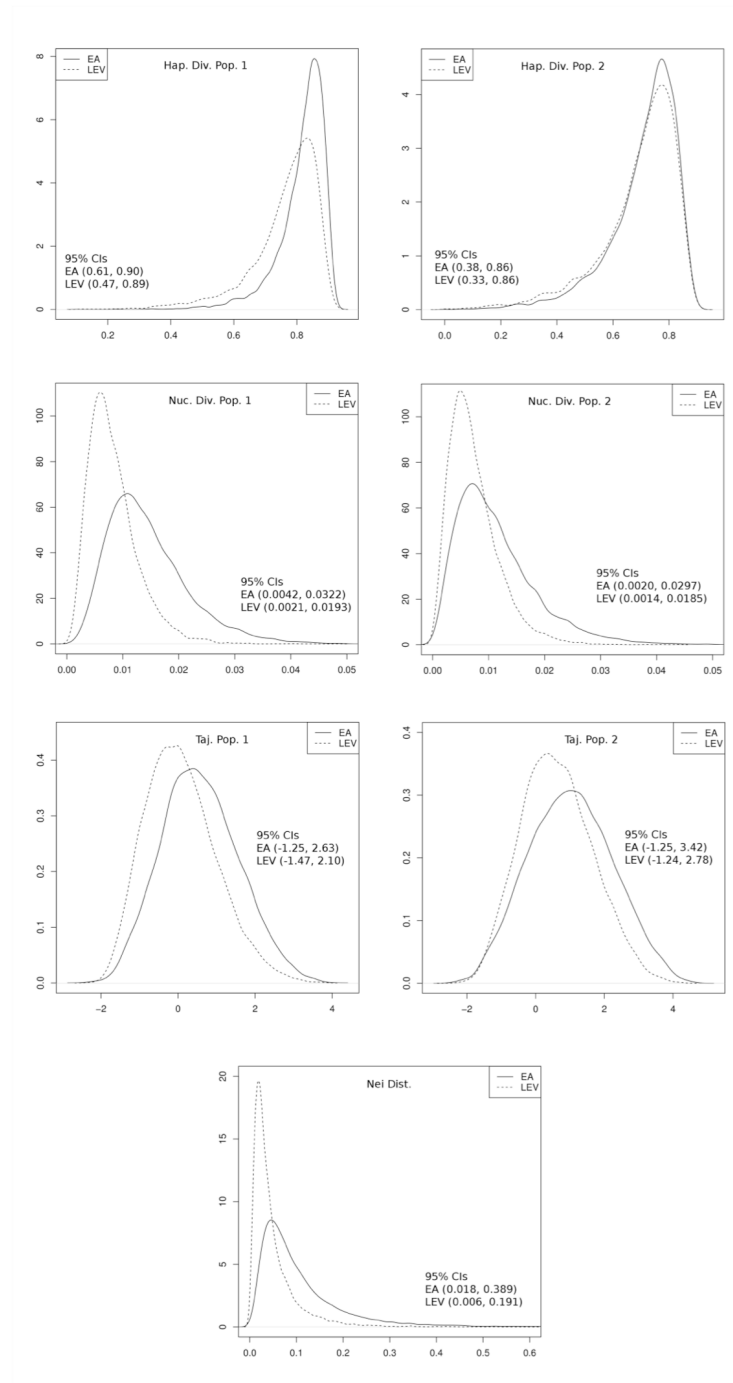 EA
LEV
Hap. Div. Pop. 1
95% CIs
EA (0.61, 0.90)
LEV (0.47, 0.89)
0 2 4 6 8
0.2 0.4 0.6 0.8
EA
LEV
Hap. Div. Pop. 2
95% CIs
EA (0.38, 0.86)
LEV (0.33, 0.86)
0 1 2 3 4
0.0 0.2 0.4 0.6 0.8
EA
LEV
Nuc. Div. Pop. 1
95% CIs
EA (0.0042, 0.0322)
LEV (0.0021, 0.0193)
0 20 40 60 80 100
0.00 0.01 0.02 0.03 0.04 0.05
EA
LEV
Nuc. Div. Pop. 2
95% CIs
EA (0.0020, 0.0297)
LEV (0.0014, 0.0185)
0 20 40 60 80 100
0.00 0.01 0.02 0.03 0.04 0.05
EA
LEV
Taj. Pop. 1
95% CIs
EA (-1.25, 2.63)
LEV (-1.47, 2.10)
0.0 0.1 0.2 0.3 0.4
−2 0 2 4
EA
LEV
Taj. Pop. 2
95% CIs
EA (-1.25, 3.42)
LEV (-1.24, 2.78)
0.0 0.1 0.2 0.3 0.4
−2 0 2 4
EA
LEV
Nei Dist.
95% CIs
EA (0.018, 0.389)
LEV (0.006, 0.191)
0 5 10 15 20
0.0 0.1 0.2 0.3 0.4 0.5 0.6